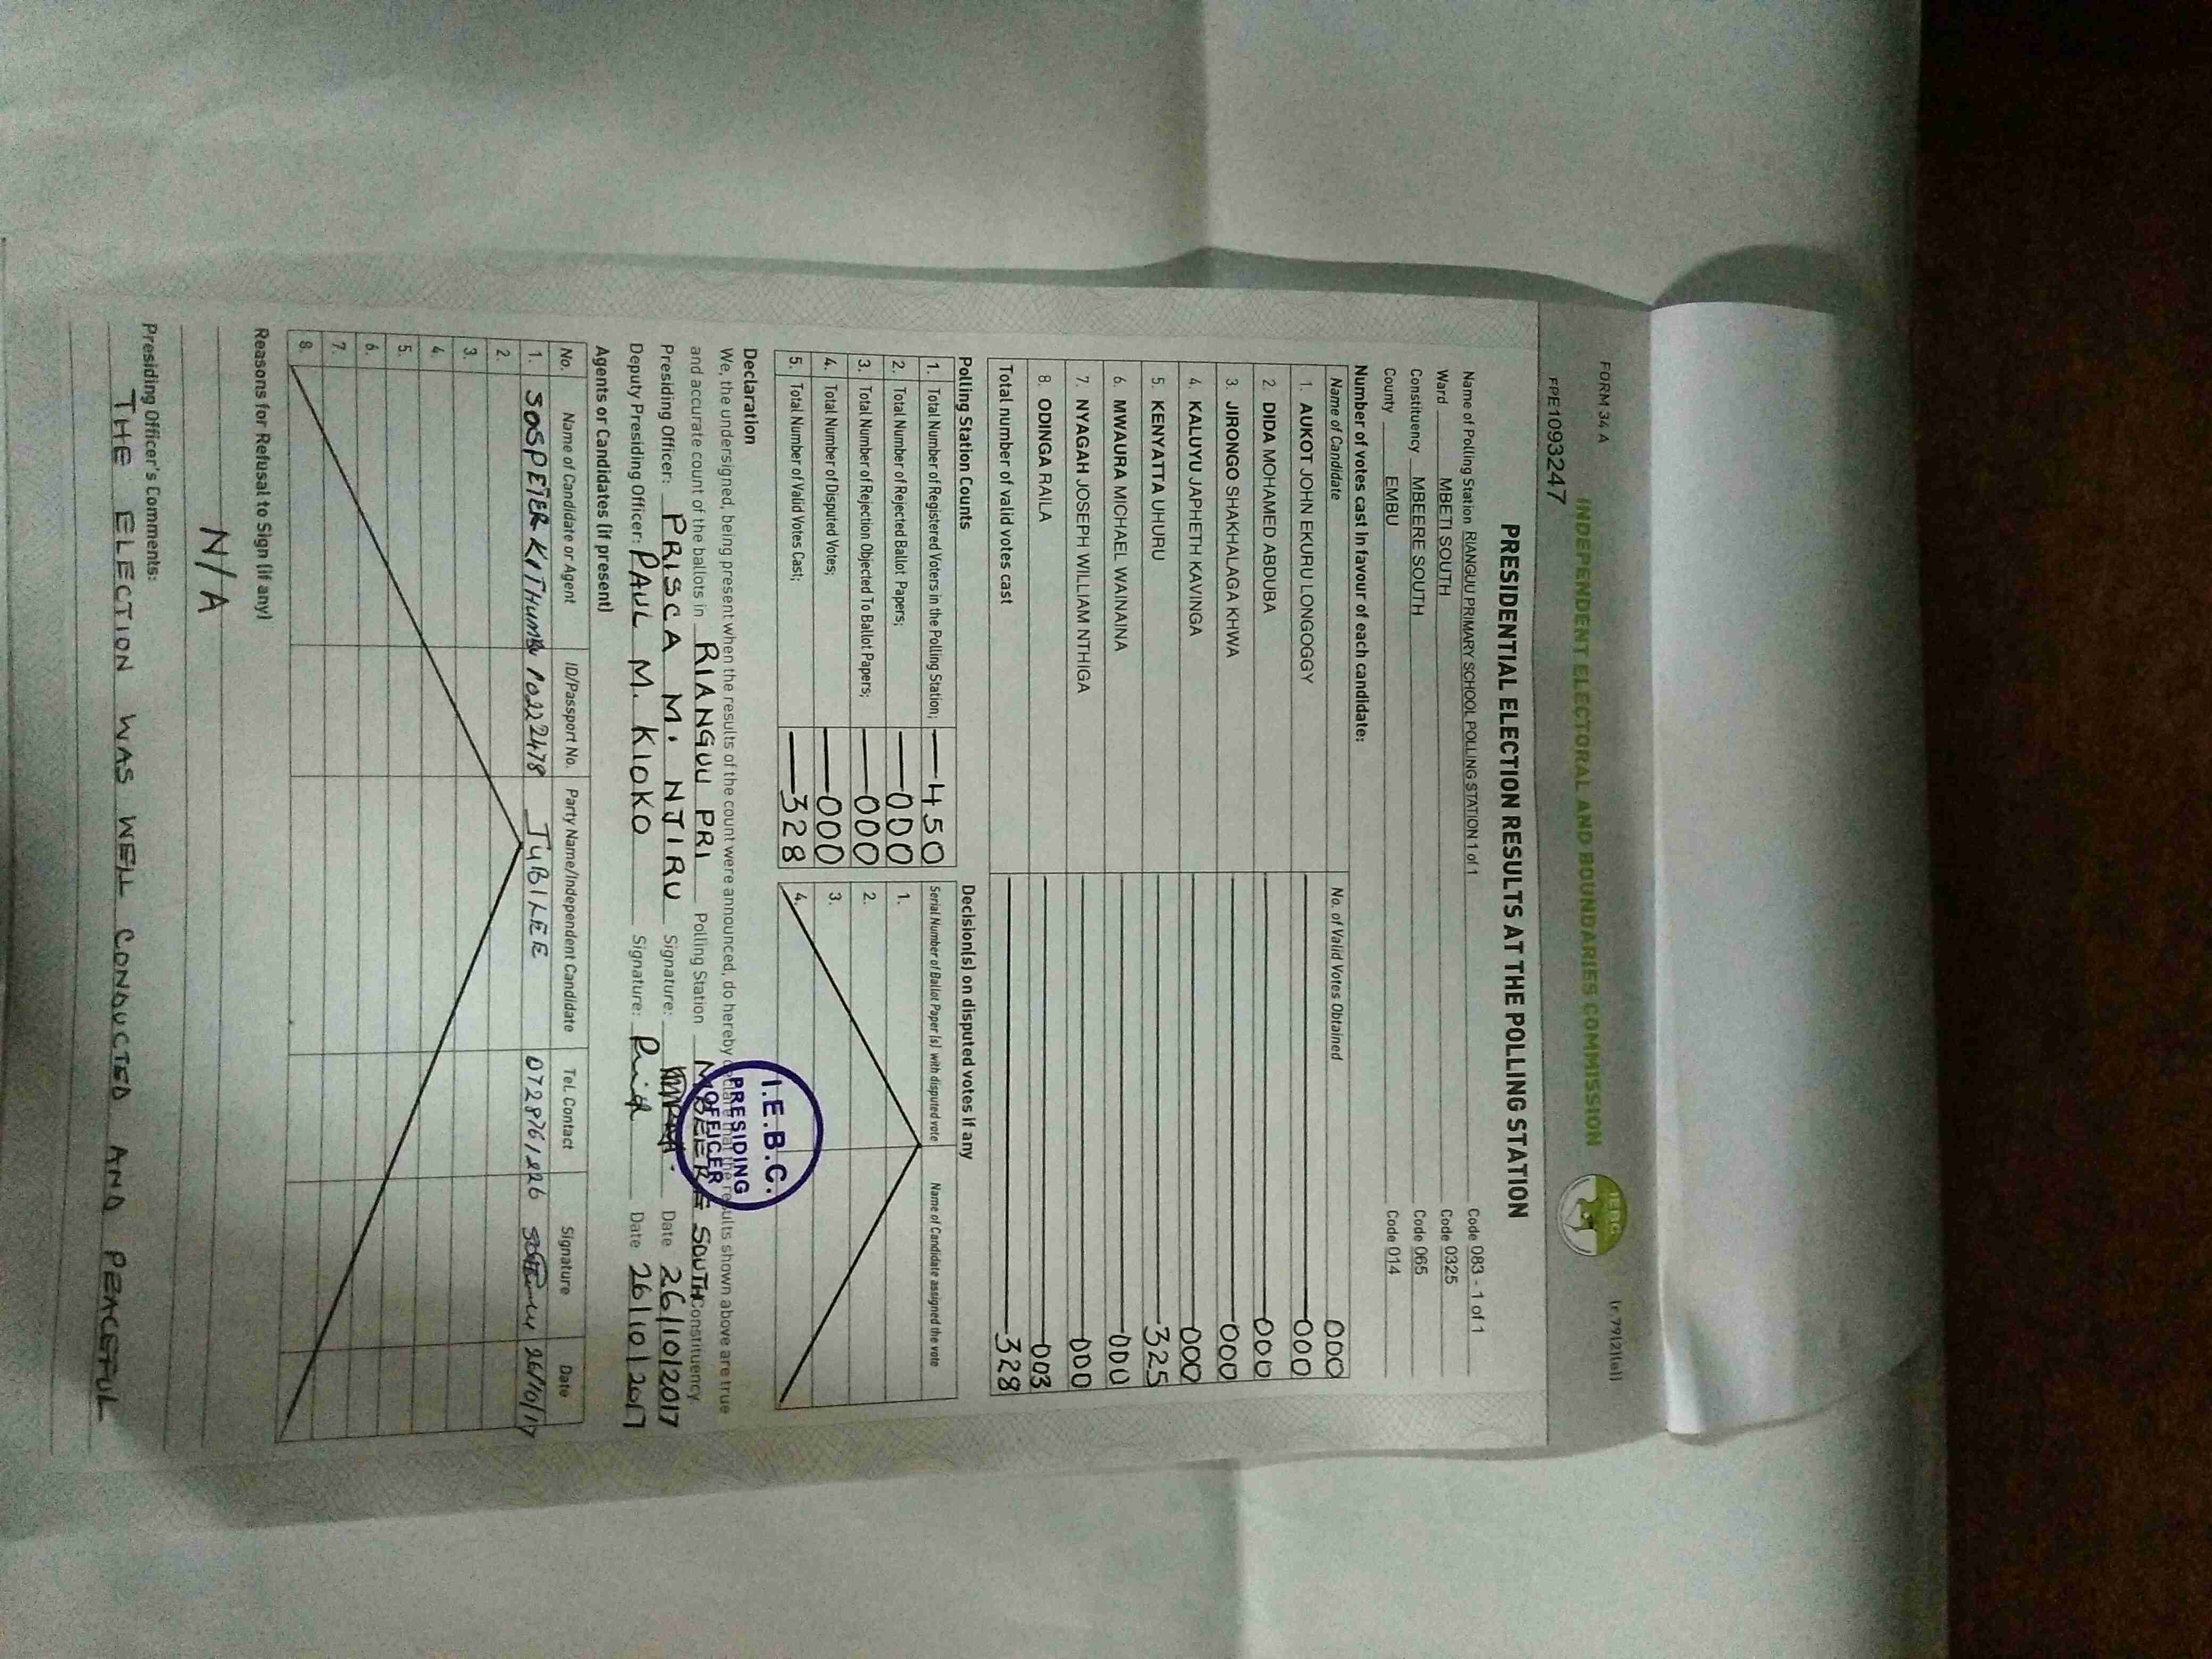 FORM 34 A
(r 79(2)(a))
INDEPENDENT ELECTORAL AND BOUNDARIES COMMISSION
IEBC
FPE1093247
PRESIDENTIAL ELECTION RESULTS AT THE POLLING STATION
Name of Polling Station RIANGUU PRIMARY SCHOOL POLLING STATION 1 of 1 Code 083 - 1 of 1
Ward MBETI SOUTH Code 0325
Constituency MBEERE SOUTH Code 065
County EMBU Code 014
Number of votes cast in favour of each candidate:
Name of Candidate No. of Valid Votes Obtained 000
1. AUKOT JOHN EKURU LONGOGGY 000
2. DIDA MOHAMED ABDUBA 000
3. JIRONGO SHAKHALAGA KHWA 000
4. KALUYU JAPHETH KAVINGA 000
5. KENYATTA UHURU 325
6. MWAURA MICHAEL WAINAINA 000
7. NYAGAH JOSEPH WILLIAM NTHIGA 000
8. ODINGA RAILA 003
Total number of valid votes cast 328
Polling Station Counts
1. Total Number of Registered Voters in the Polling Station; 450
2. Total Number of Rejected Ballot Papers; 000
3. Total Number of Rejection Objected To Ballot Papers; 000
4. Total Number of Disputed Votes; 000
5. Total Number of Valid Votes Cast; 328
Decision(s) on disputed votes if any
Serial Number of Ballot Paper (s) with disputed vote Name of Candidate assigned the vote
1.
2.
3.
4.
Declaration
We, the undersigned, being present when the results of the count were announced, do hereby declare that the results shown above are true
and accurate count of the ballots in RIANGUU PRI Polling Station MBEERE SOUTH Constituency
Presiding Officer: PRISCA M. NJIRU Signature: Date 26/10/2017
Deputy Presiding Officer: PAUL M. KIOKO Signature: Date 26/10/2017
I.E.B.C.
PRESIDING
OFFICER
Agents or Candidates (if present)
No. Name of Candidate or Agent ID/Passport No. Party Name/Independent Candidate Tel. Contact Signature Date
1. 10222478 JUBILEE 26/10/17
2.
3.
4.
5.
6.
7.
8.
Reasons for Refusal to Sign (if any)
N/A
Presiding Officer's Comments:
THE ELECTION WAS WELL CONDUCTED AND PEACEFUL